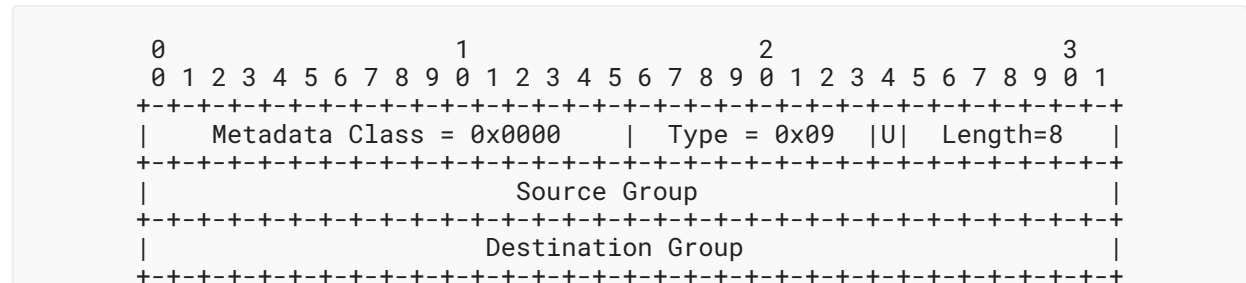 0                   1                   2                   3
 0 1 2 3 4 5 6 7 8 9 0 1 2 3 4 5 6 7 8 9 0 1 2 3 4 5 6 7 8 9 0 1
+-+-+-+-+-+-+-+-+-+-+-+-+-+-+-+-+-+-+-+-+-+-+-+-+-+-+-+-+-+-+-+-+
|    Metadata Class = 0x0000    |  Type = 0x09  |U|  Length=8   |
+-+-+-+-+-+-+-+-+-+-+-+-+-+-+-+-+-+-+-+-+-+-+-+-+-+-+-+-+-+-+-+-+
|                        Source Group                           |
+-+-+-+-+-+-+-+-+-+-+-+-+-+-+-+-+-+-+-+-+-+-+-+-+-+-+-+-+-+-+-+-+
|                      Destination Group                        |
+-+-+-+-+-+-+-+-+-+-+-+-+-+-+-+-+-+-+-+-+-+-+-+-+-+-+-+-+-+-+-+-+